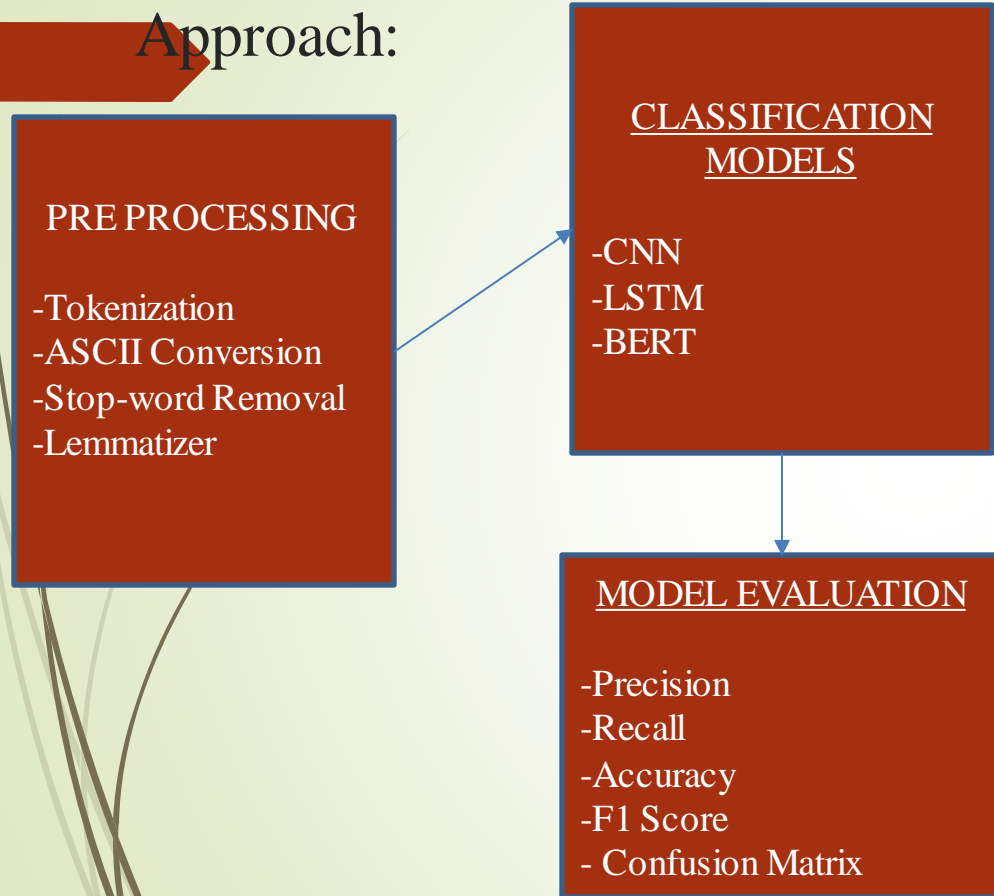 Approach:
PRE PROCESSING
-Tokenization
-ASCII Conversion
-Stop-word Removal
-Lemmatizer
CLASSIFICATION
MODELS
-CNN
-LSTM
-BERT
MODEL EVALUATION
-Precision
-Recall
-Accuracy
-F1 Score
- Confusion Matrix